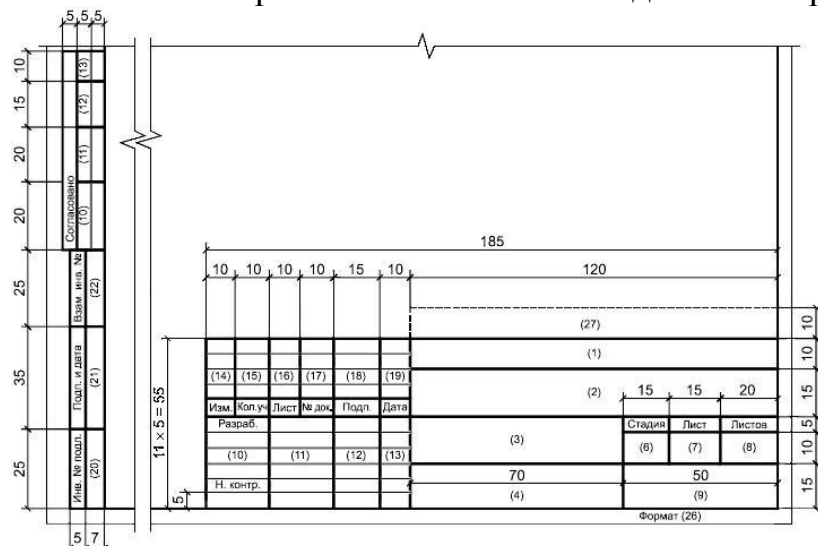 5 5 5
10
15
20
20
25
35
25
(13)
(12)
(11)
(10)
Согласовано
Взам. инв. №
(22)
Подп. и дата
(21)
Инв. № подл.
(20)
5 7
185
10 10 10 10 15 10 120
(27) 10
(1) 10
(14) (15) (16) (17) (18) (19) (2) 15 15 20 15
Изм. Кол.уч Лист № док. Подп. Дата
Разраб. Стадия Лист Листов 5
(3)
(10) (11) (12) (13) (6) (7) (8) 10
Н. контр. 70 50
(4) (9) 15
11 × 5 = 55
5
Формат (26)